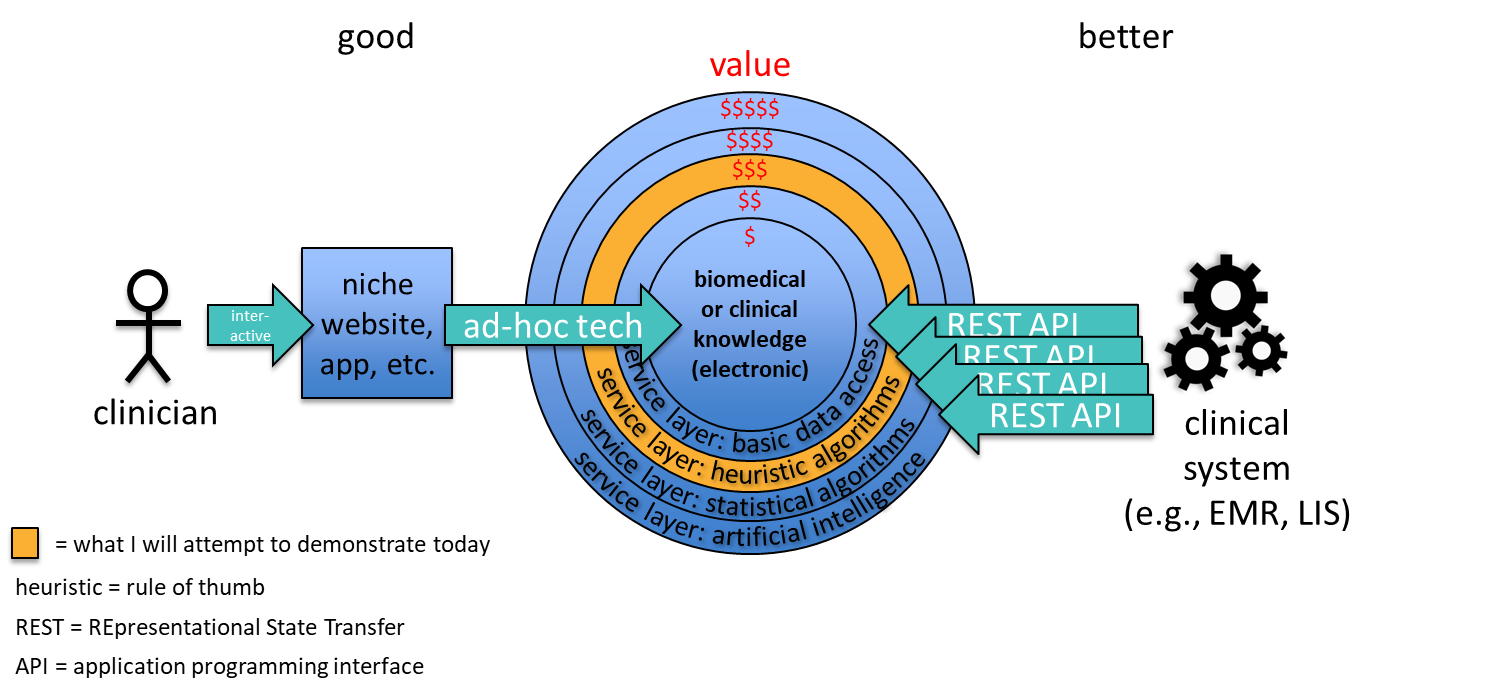 good
better
value
$$$$$
$$$$
$$$
$$
$
biomedical
or clinical
knowledge
(electronic)
inter-
active
niche
website,
app, etc.
ad-hoc tech
clinician
REST API
REST API
REST API
REST API
clinical
system
(e.g., EMR, LIS)
service layer: basic data access
service layer: heuristic algorithms
service layer: statistical algorithms
service layer: artificial intelligence
= what I will attempt to demonstrate today
heuristic = rule of thumb
REST = REpresentational State Transfer
API = application programming interface